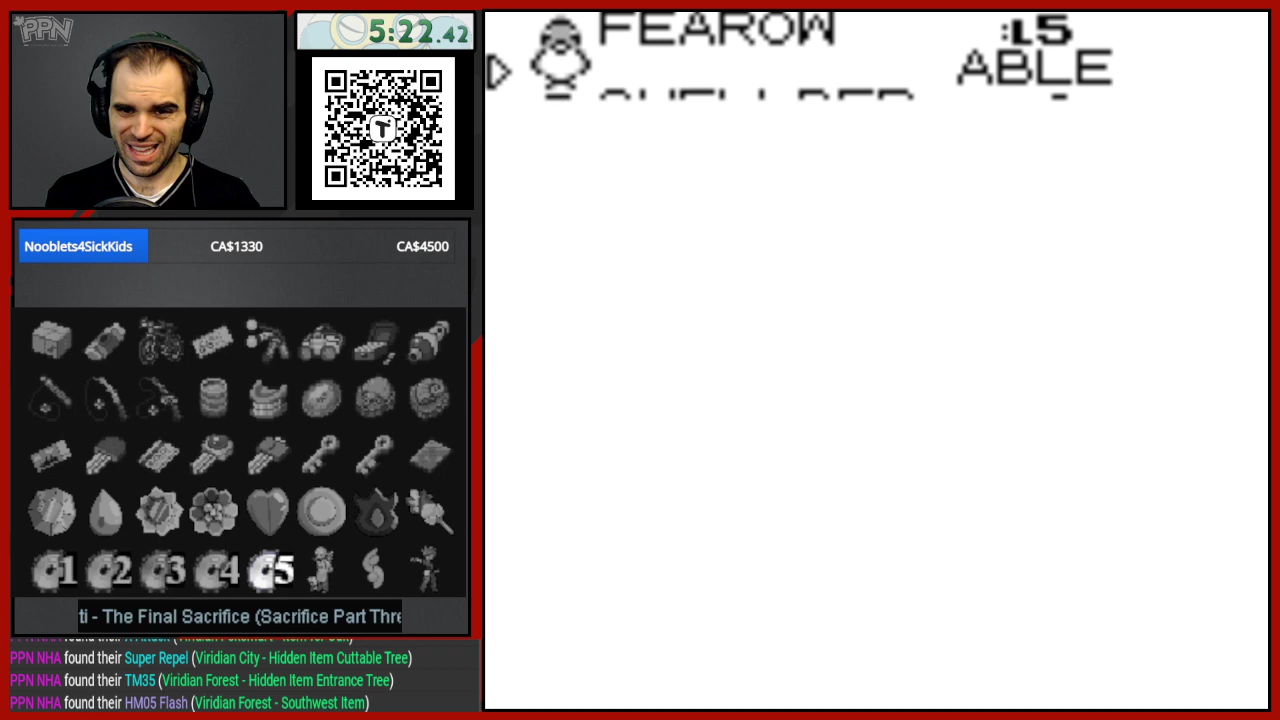 PPN
5:22.42
FEAROW :L5
ABLE
Nooblets4SickKids CA$1330 CA$4500
1 2 3 4 5
ti - The Final Sacrifice (Sacrifice Part Thre
PPN NHA found their Super Repel (Viridian City - Hidden Item Cuttable Tree)
PPN NHA found their TM35 (Viridian Forest - Hidden Item Entrance Tree)
PPN NHA found their HM05 Flash (Viridian Forest - Southwest Item)